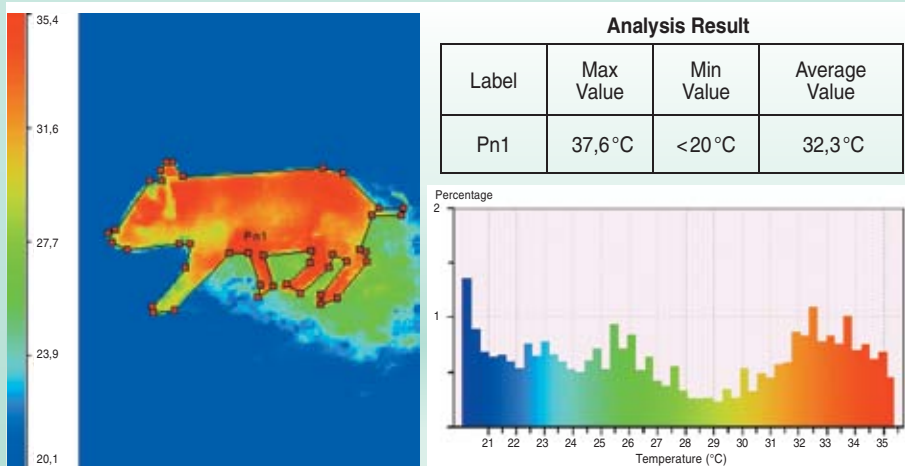 35,4
31,6
27,7
23,9
20,1
Pn1
Analysis Result
Label
Max
Value
Min
Value
Average
Value
Pn1
37,6°C
<20°C
32,3°C
Percentage
2
1
21 22 23 24 25 26 27 28 29 30 31 32 33 34 35
Temperature (°C)